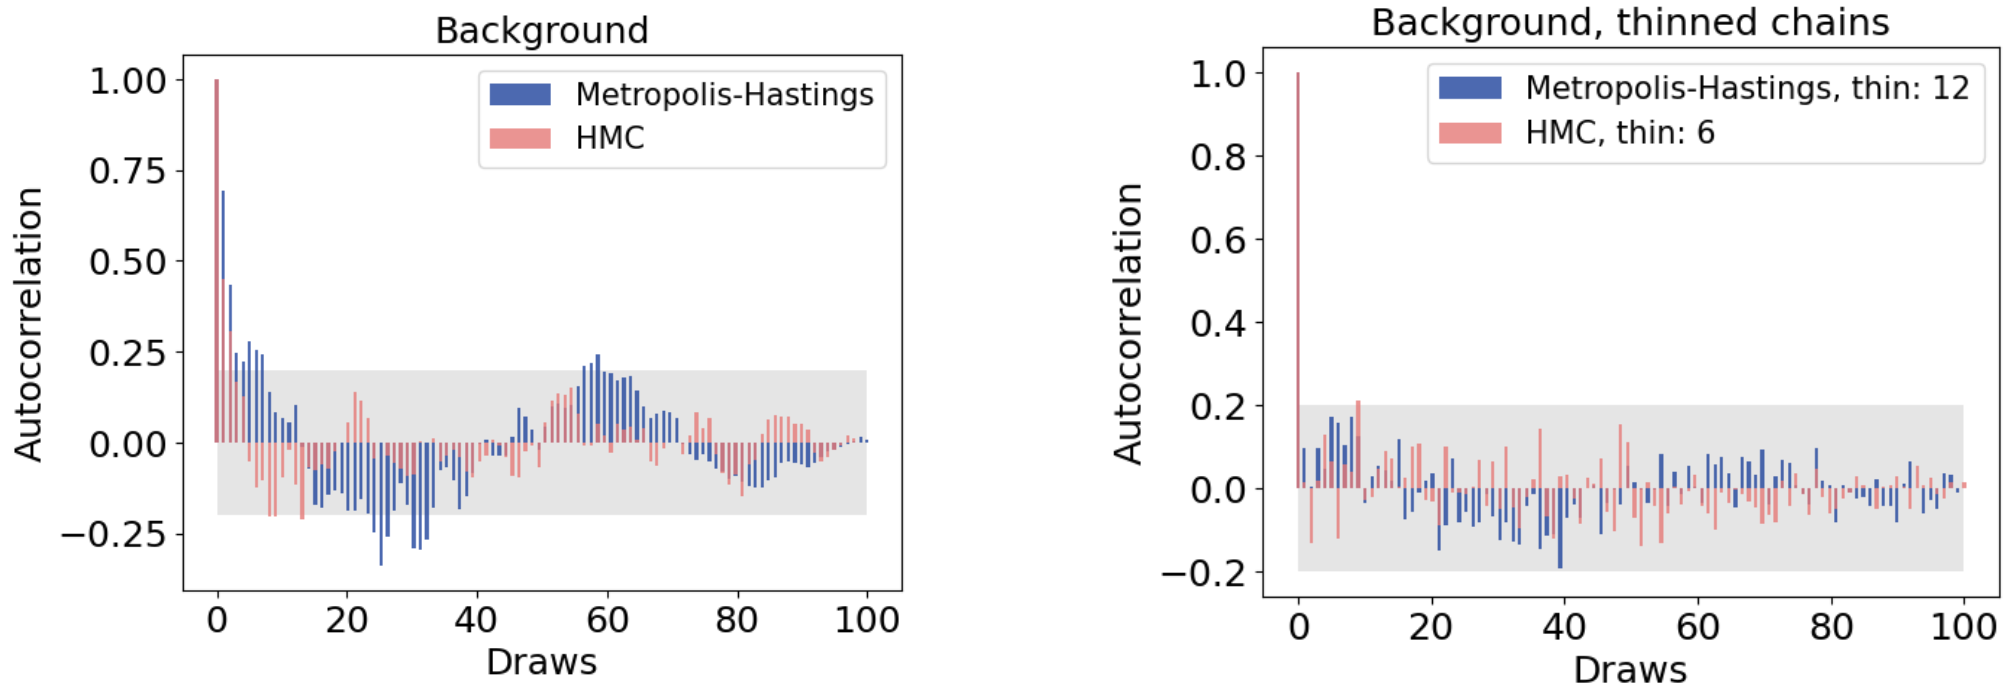 Background
1.00
0.75
0.50
0.25
0.00
−0.25
Autocorrelation
Metropolis-Hastings
HMC
0 20 40 60 80 100
Draws
Background, thinned chains
1.0
0.8
0.6
0.4
0.2
0.0
−0.2
Autocorrelation
Metropolis-Hastings, thin: 12
HMC, thin: 6
0 20 40 60 80 100
Draws